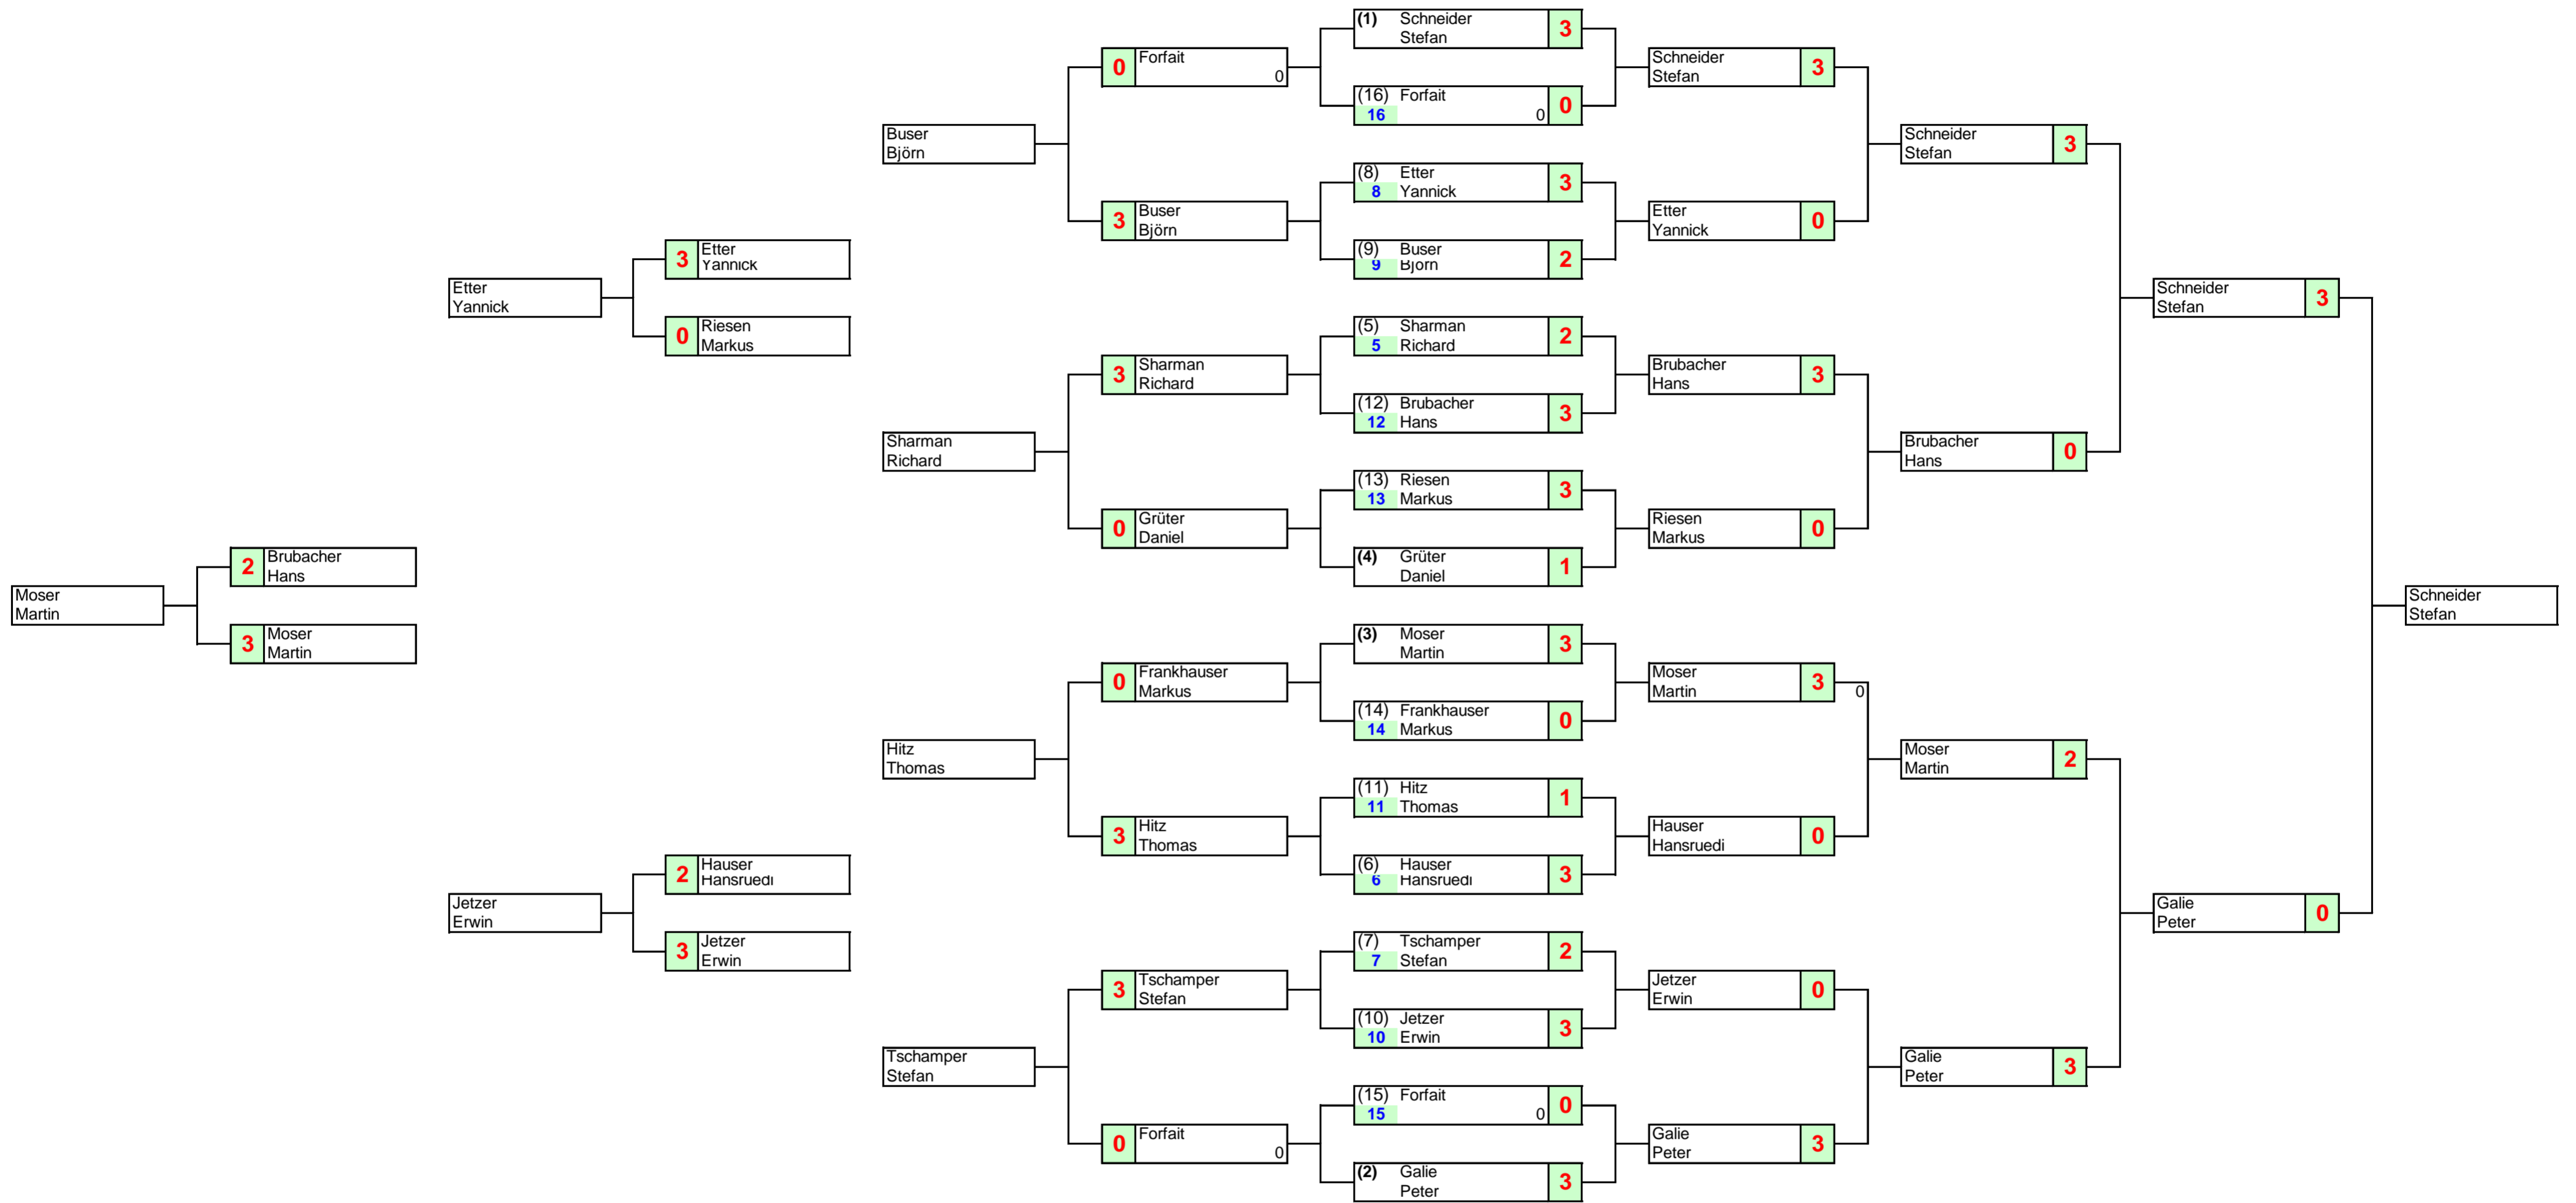 (1) Schneider 3
Stefan
0 Forfait
0
Schneider 3
Stefan
(16) Forfait 0
16 0
Buser
Björn
Schneider 3
Stefan
(8) Etter 3
8 Yannick
3 Buser
Björn
Etter 0
Yannick
3 Etter
Yannick
(9) Buser 2
9 Björn
Etter
Yannick
Schneider 3
Stefan
0 Riesen
Markus
(5) Sharman 2
5 Richard
3 Sharman
Richard
Brubacher 3
Hans
(12) Brubacher 3
12 Hans
Sharman
Richard
Brubacher 0
Hans
(13) Riesen 3
13 Markus
0 Grüter
Daniel
Riesen 0
Markus
2 Brubacher
Hans
(4) Grüter 1
Daniel
Moser
Martin
Schneider
Stefan
3 Moser
Martin
(3) Moser 3
Martin
0 Frankhauser
Markus
Moser 3
Martin 0
(14) Frankhauser 0
14 Markus
Hitz
Thomas
Moser 2
Martin
(11) Hitz 1
11 Thomas
3 Hitz
Thomas
Hauser 0
Hansruedi
2 Hauser
Hansruedi
(6) Hauser 3
6 Hansruedi
Jetzer
Erwin
Galie 0
Peter
3 Jetzer
Erwin
(7) Tschamper 2
7 Stefan
3 Tschamper
Stefan
Jetzer 0
Erwin
(10) Jetzer 3
10 Erwin
Tschamper
Stefan
Galie 3
Peter
(15) Forfait 0
15 0
0 Forfait
0
Galie 3
Peter
(2) Galie 3
Peter